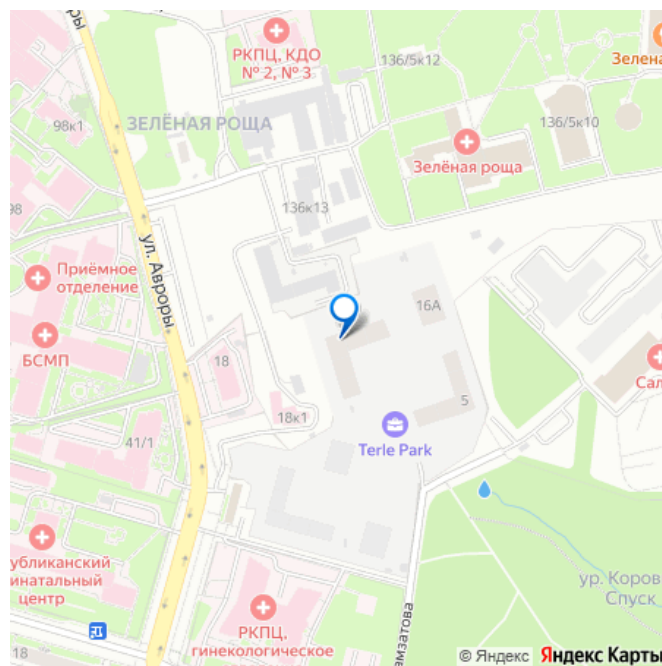 РКПЦ, КДО
№ 2, № 3
136/5к12
Зелена
98к1
ЗЕЛЁНАЯ РОЩА
136/5к10
Зелёная роща
98
136к13
ул. Авроры
Приёмное
отделение
16А
БСМП
18
Сал
18к1
5
41/1
Terle Park
публиканский
инатальный
центр
ур. Коров
Спуск
РКПЦ,
гинекологическое
амзатова
18
© Яндекс Яндекс Карты